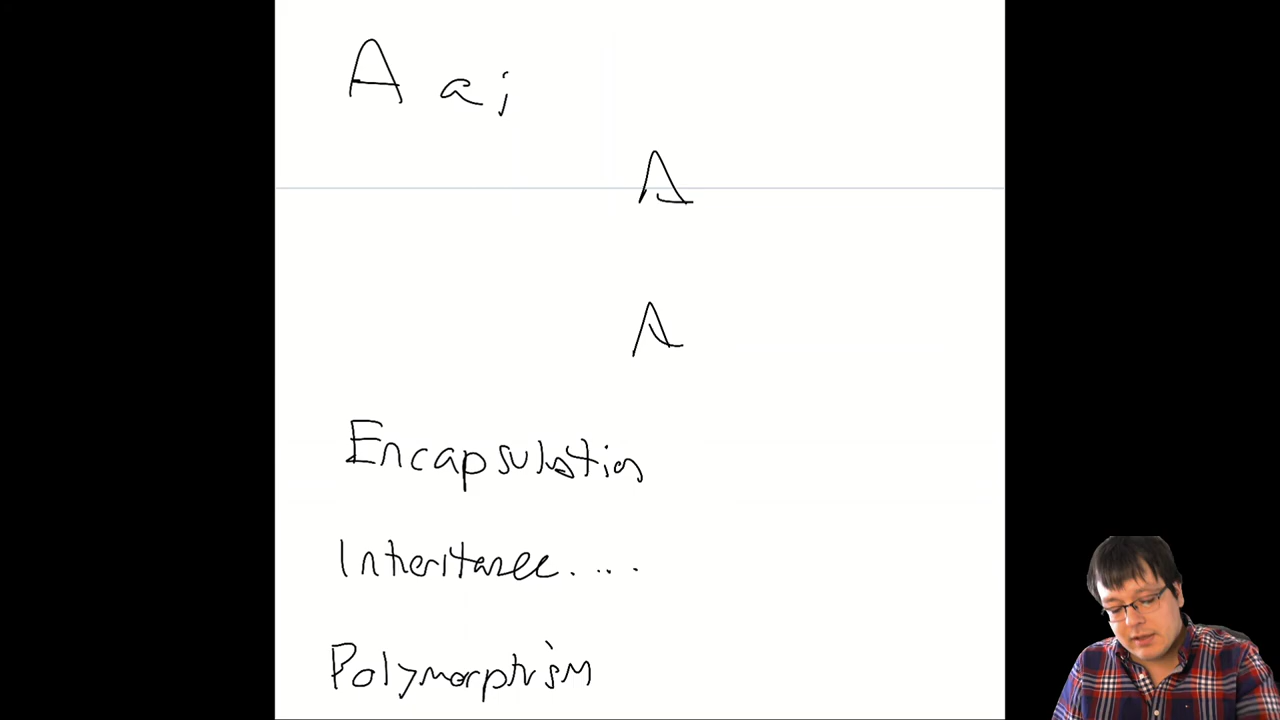 A a;
A
A
Encapsulation
Inheritance....
Polymorphism